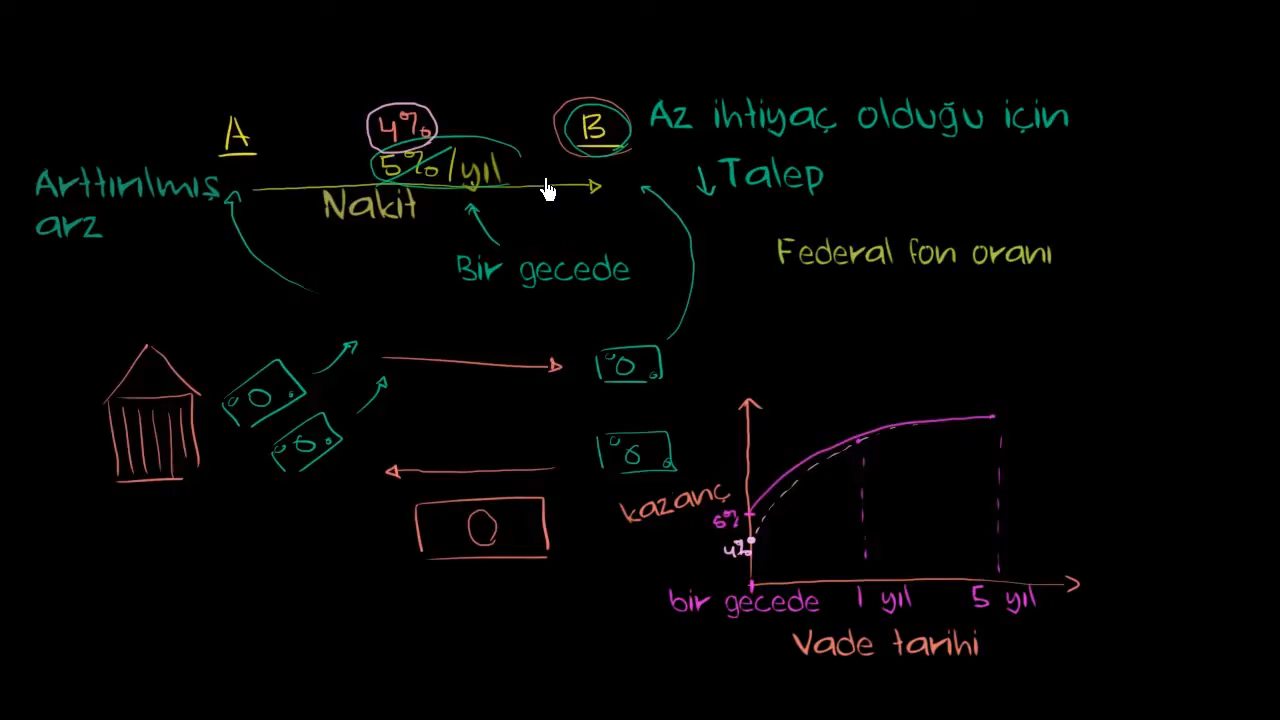 A
4%
B
Az ihtiyaç olduğu için
5%/yıl
↓ Talep
Arttırılmış
arz
Nakit
Bir gecede
Federal fon oranı
kazanç
5%
4%
bir gecede
1 yıl
5 yıl
Vade tarihi